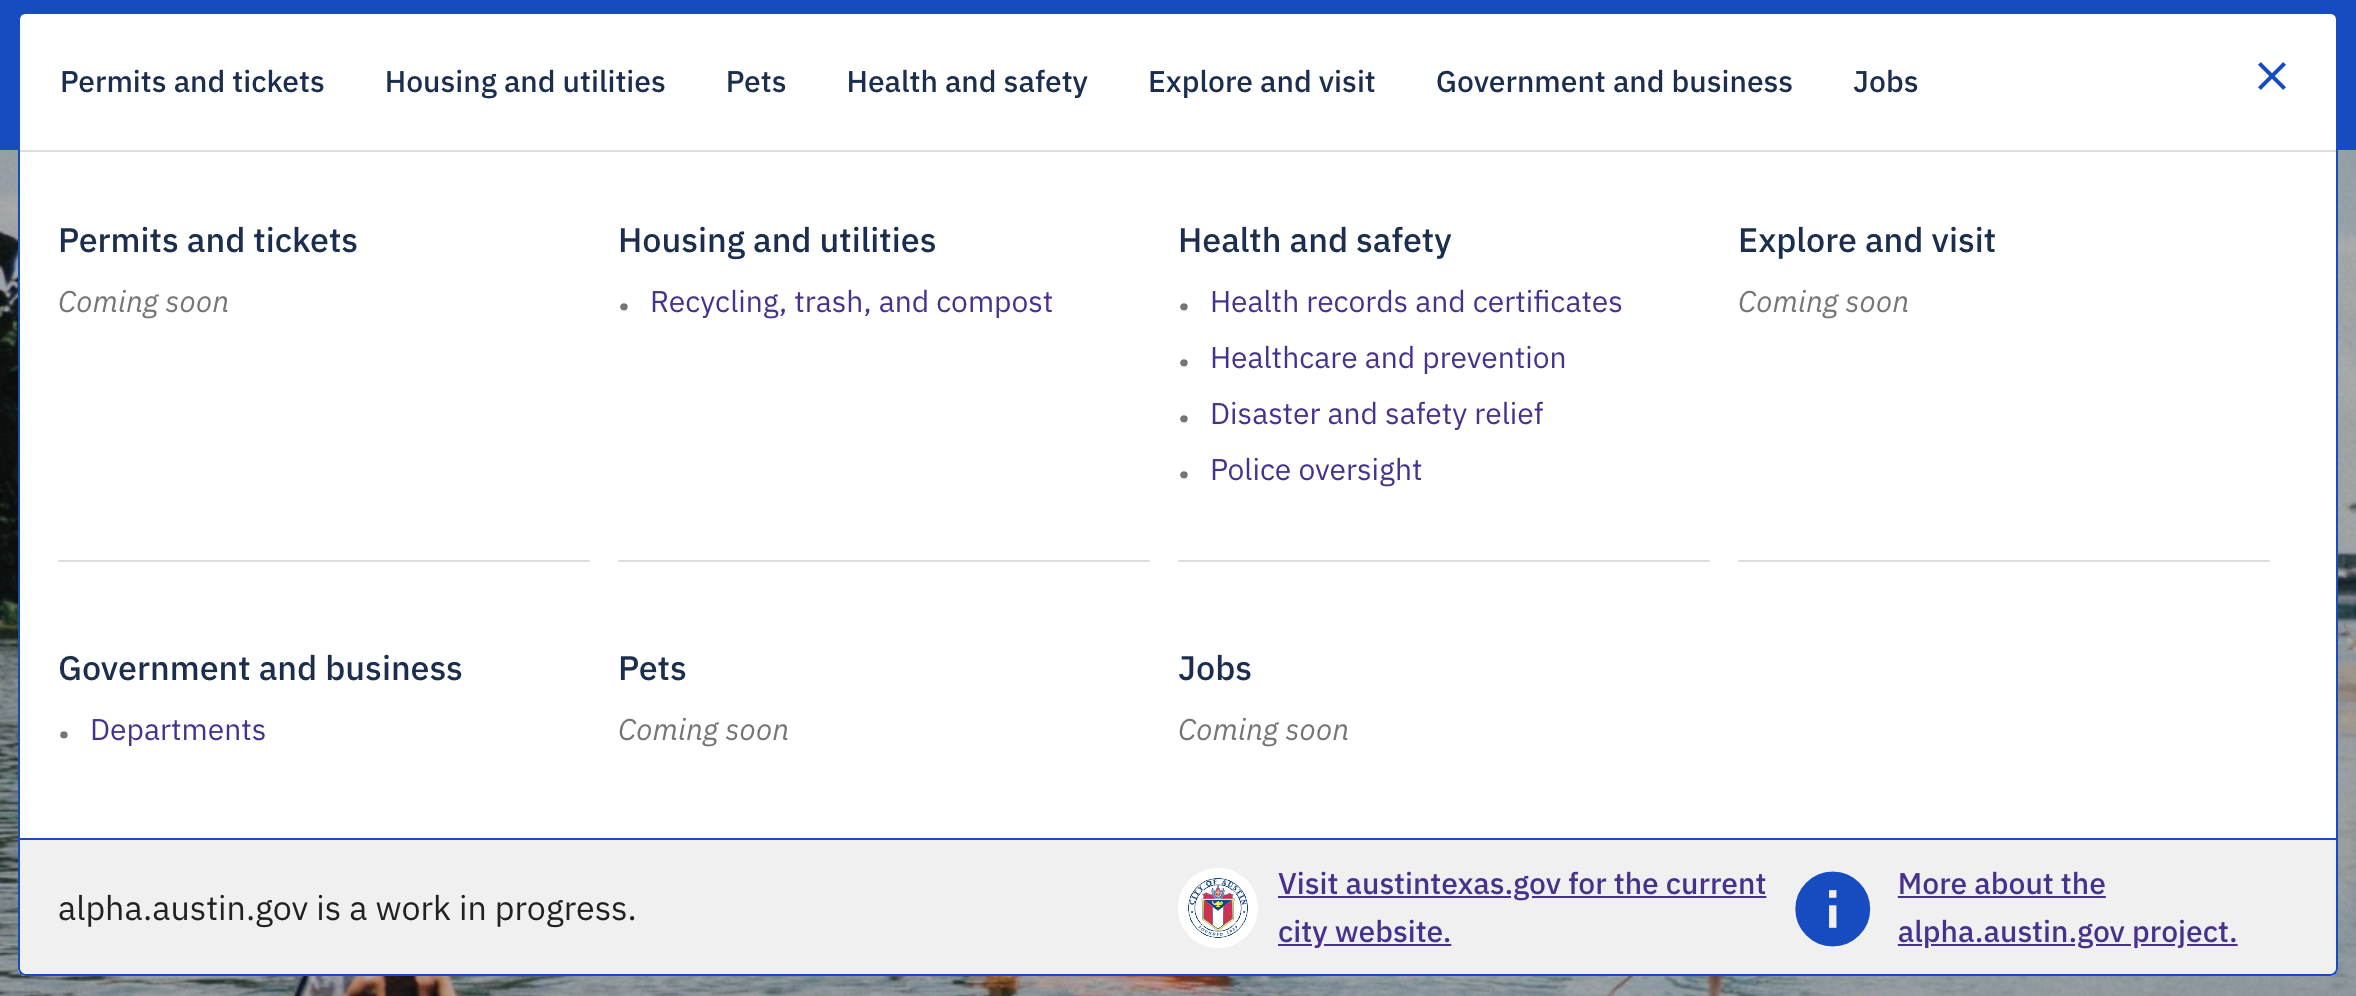 Permits and tickets Housing and utilities Pets Health and safety Explore and visit Government and business Jobs
Permits and tickets
Coming soon
Housing and utilities
Recycling, trash, and compost
Health and safety
Health records and certificates
Healthcare and prevention
Disaster and safety relief
Police oversight
Explore and visit
Coming soon
Government and business
Departments
Pets
Coming soon
Jobs
Coming soon
alpha.austin.gov is a work in progress.
CITY OF AUSTIN
Visit austintexas.gov for the current
city website.
More about the
alpha.austin.gov project.